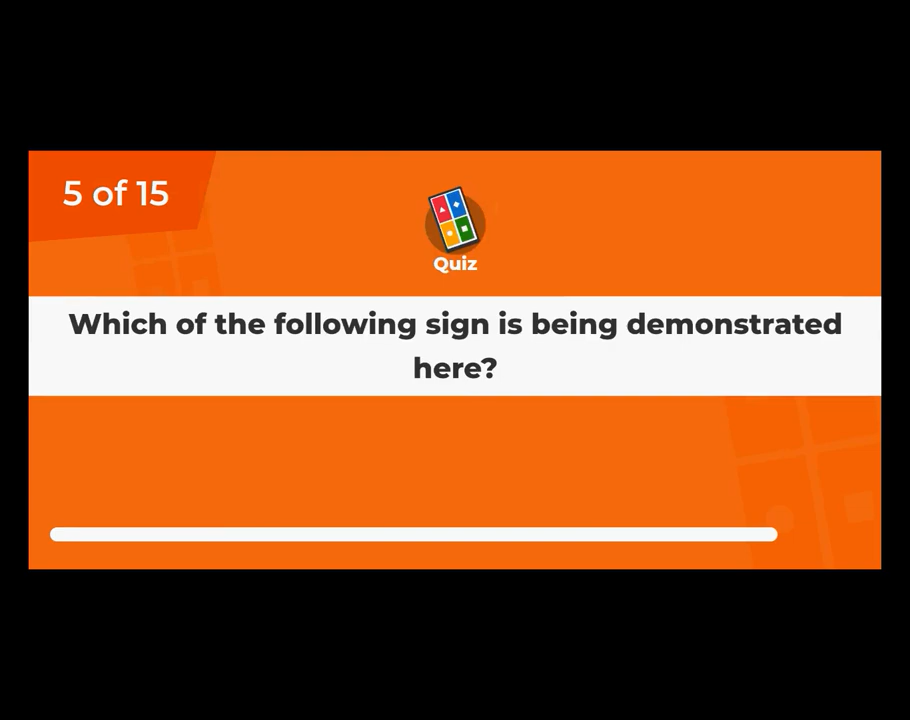 5 of 15
Quiz
Which of the following sign is being demonstrated
here?